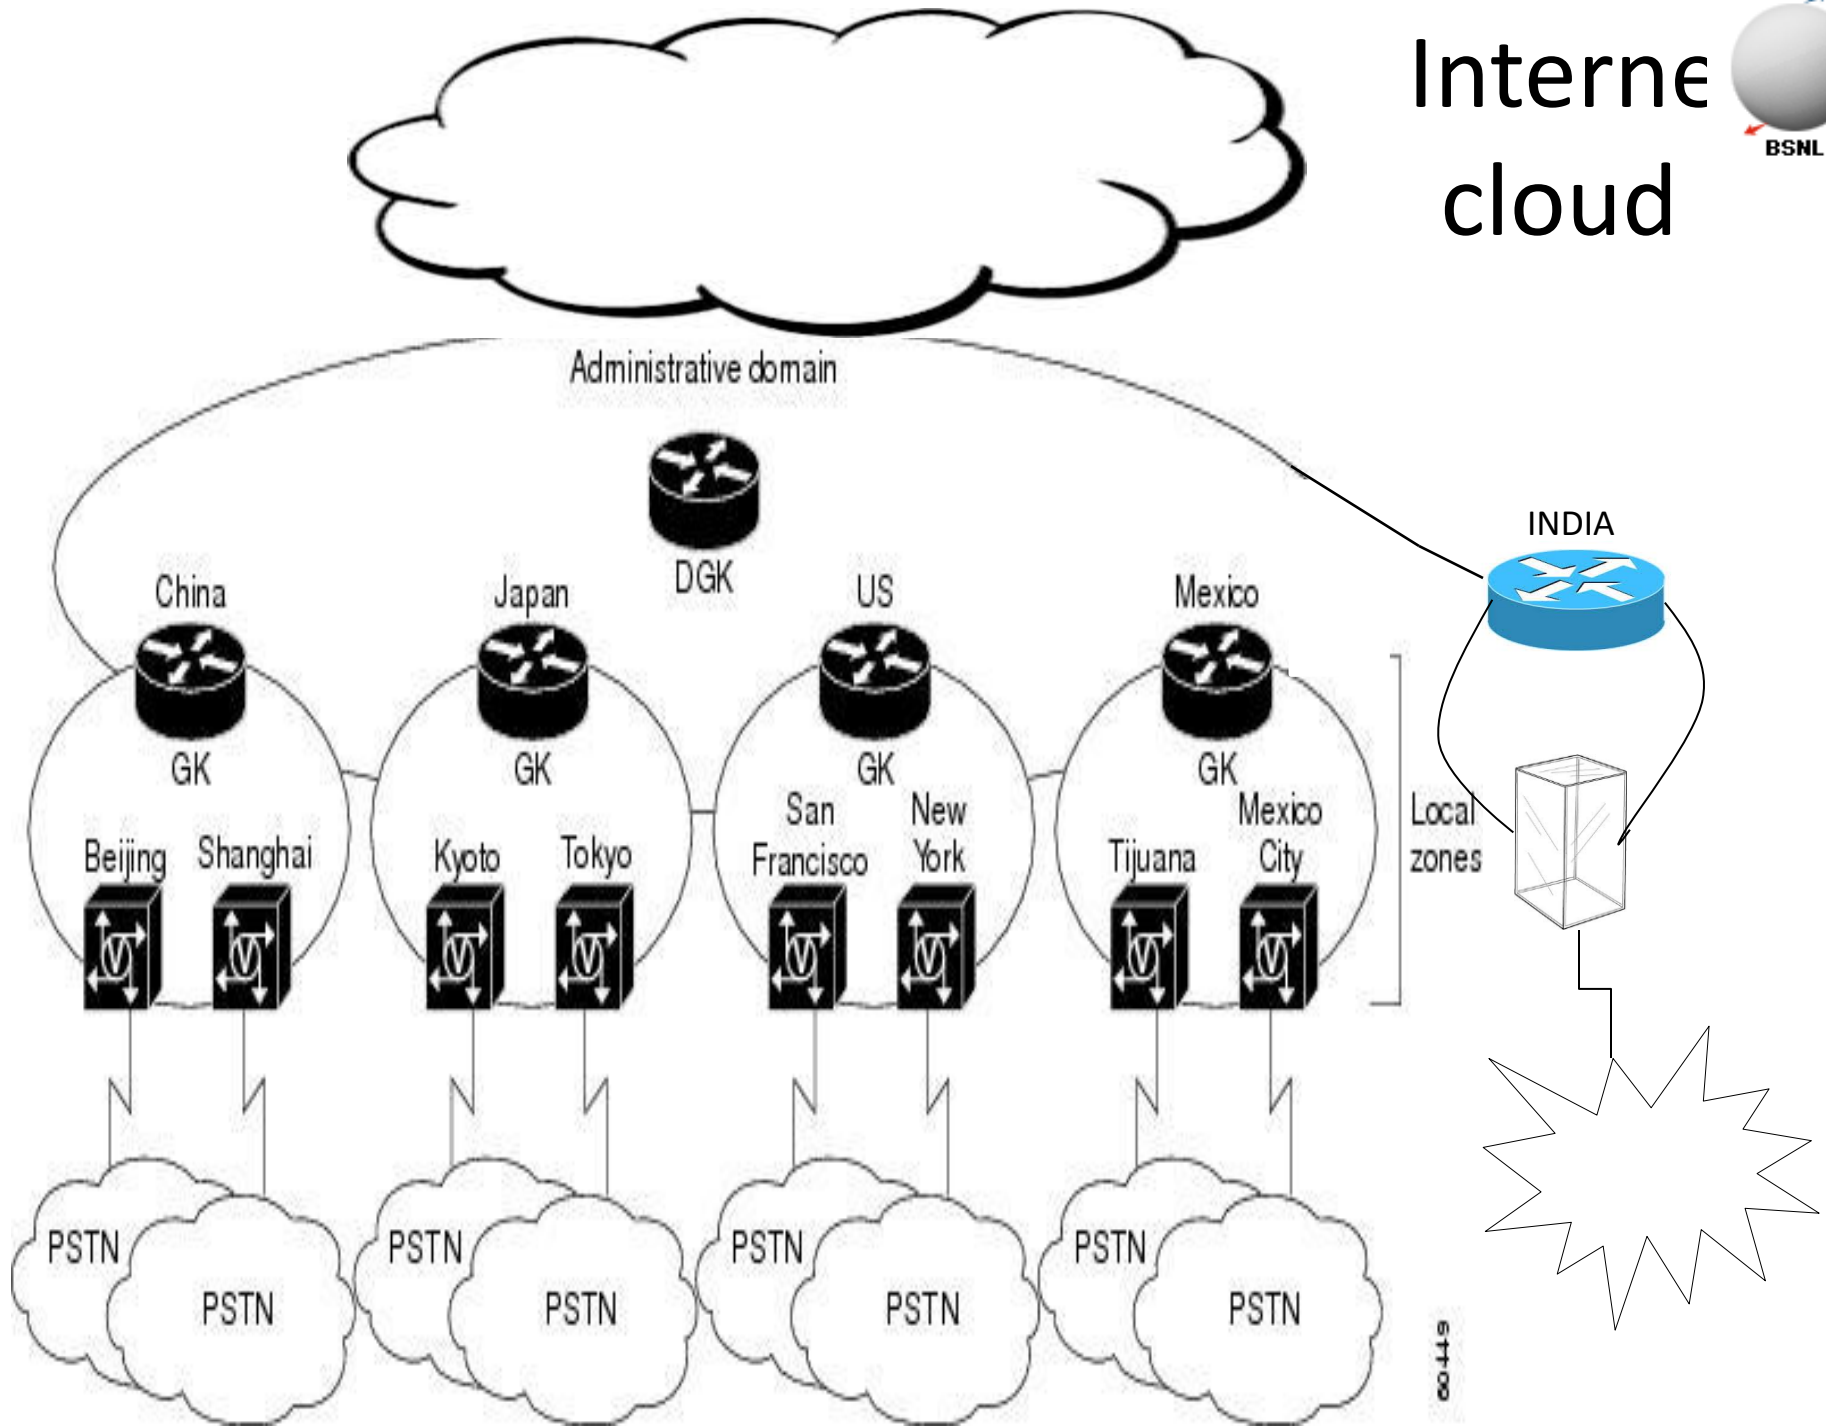 Interne
cloud
BSNL
Administrative domain
DGK
INDIA
China
Japan
US
Mexico
GK
GK
GK
GK
Beijing
Shanghai
Kyoto
Tokyo
San
Francisco
New
York
Tijuana
Mexico
City
Local
zones
PSTN
PSTN
PSTN
PSTN
PSTN
PSTN
PSTN
PSTN
60449